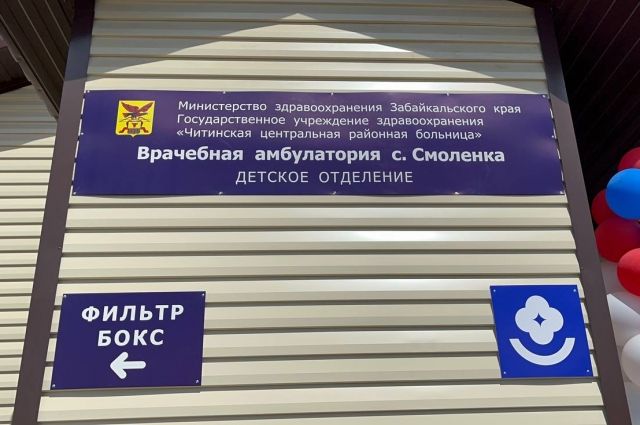 Министерство здравоохранения Забайкальского края
Государственное учреждение здравоохранения
«Читинская центральная районная больница»
Врачебная амбулатория с. Смоленка
ДЕТСКОЕ ОТДЕЛЕНИЕ
ФИЛЬТР
БОКС